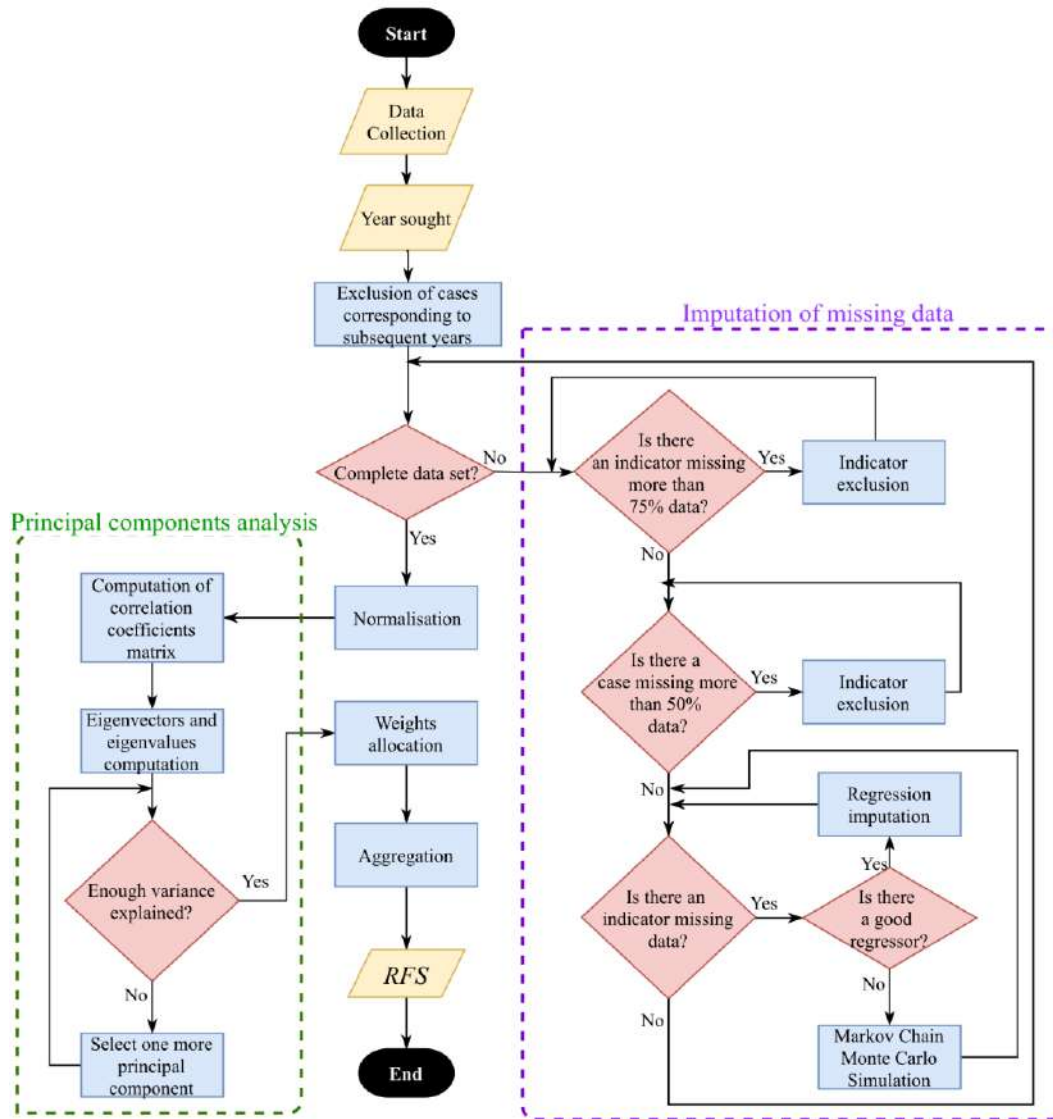 Start
Data
Collection
Year sought
Exclusion of cases
corresponding to
subsequent years
Imputation of missing data
Complete data set?
No
Yes
Is there
an indicator missing
more than
75% data?
Yes
Indicator
exclusion
No
Is there a
case missing more
than 50%
data?
Yes
Indicator
exclusion
No
Regression
imputation
Yes
Is there an
indicator missing
data?
Yes
Is there
a good
regressor?
No
No
Markov Chain
Monte Carlo
Simulation
Principal components analysis
Normalisation
Computation of
correlation
coefficients
matrix
Eigenvectors and
eigenvalues
computation
Enough variance
explained?
Yes
No
Select one more
principal
component
Weights
allocation
Aggregation
RFS
End